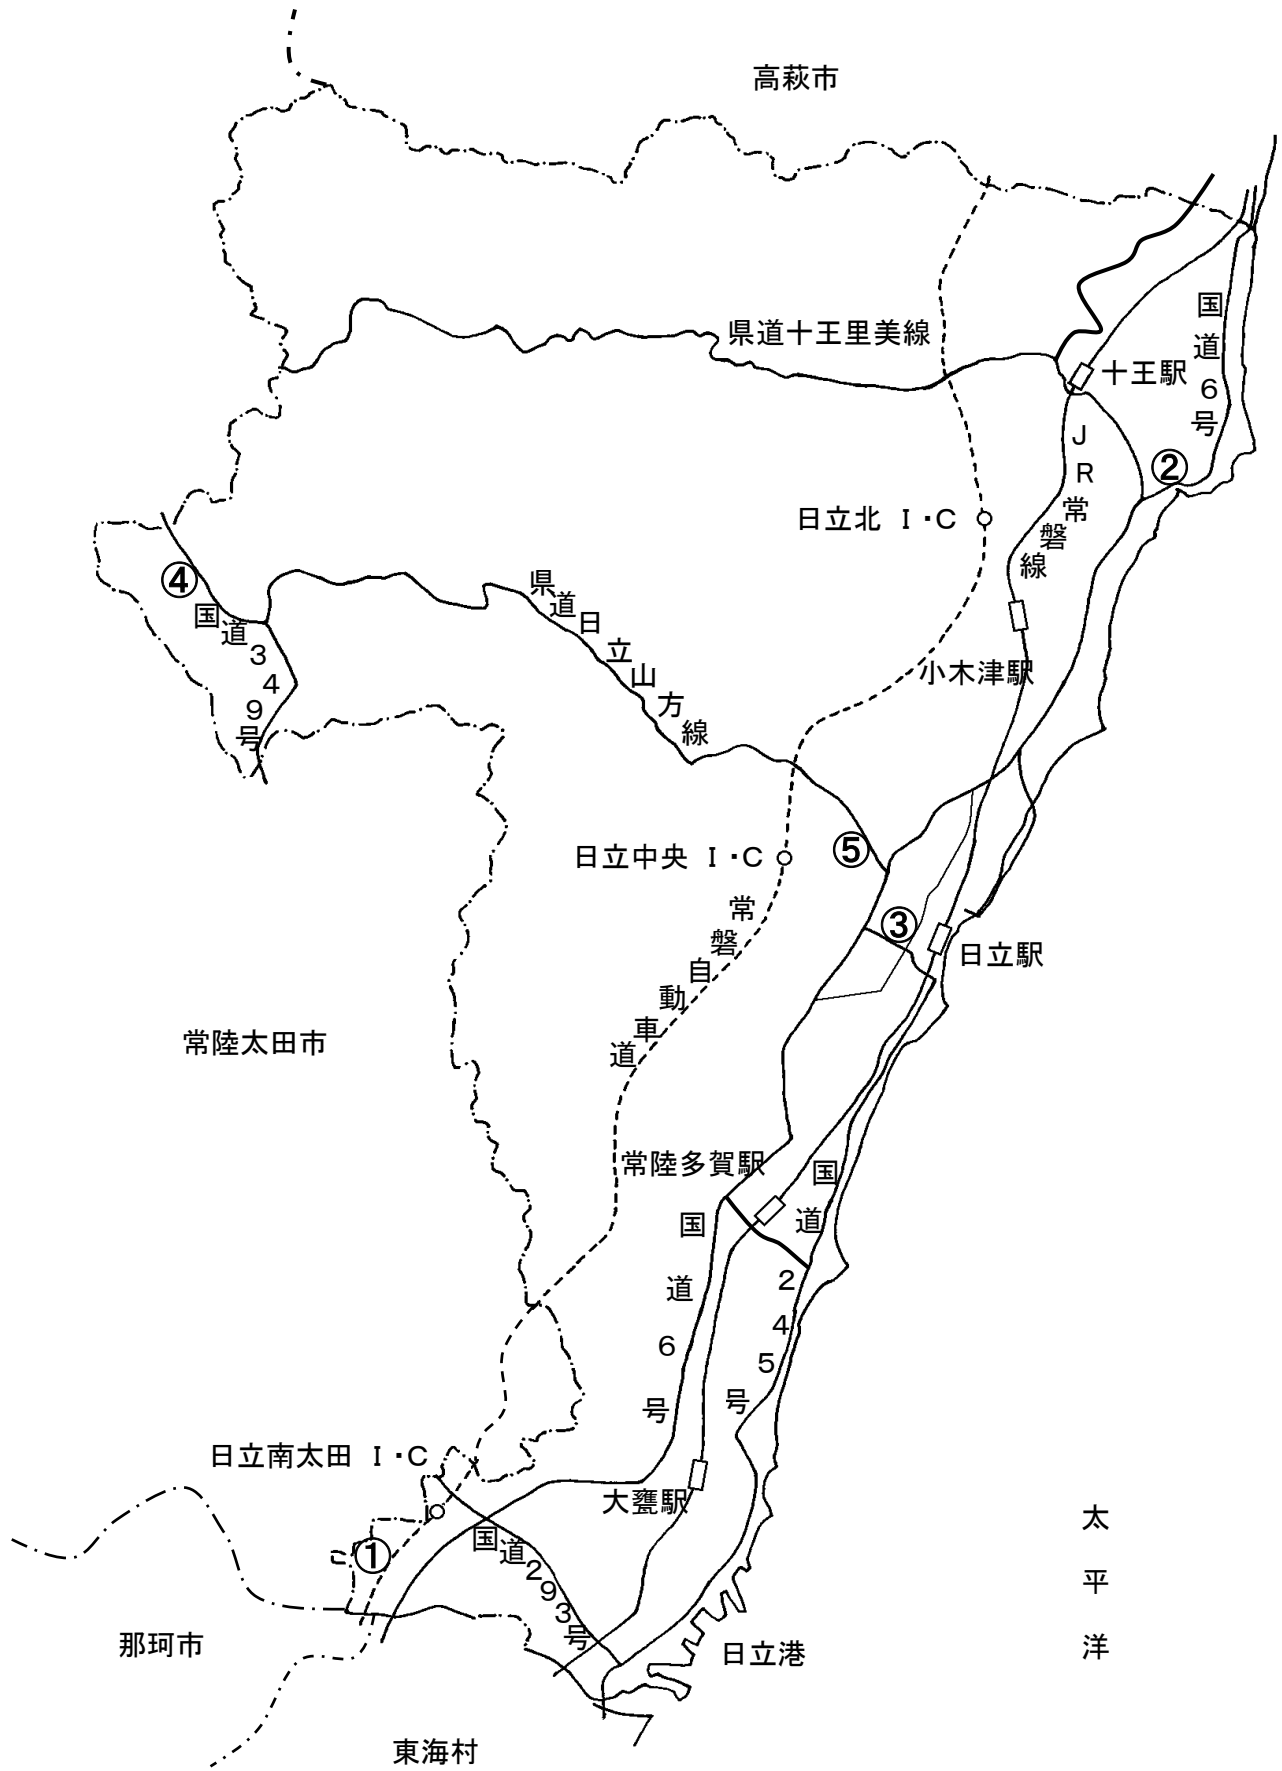 高萩市
県道十王里美線
国道6号
十王駅
JR常磐線
②
日立北 I・C
④
国道349号
県道日立山方線
小木津駅
日立中央 I・C
⑤
③
常磐自動車道
日立駅
常陸太田市
常陸多賀駅
国道6号
国道245号
日立南太田 I・C
大甕駅
①
国道293号
太平洋
那珂市
日立港
東海村